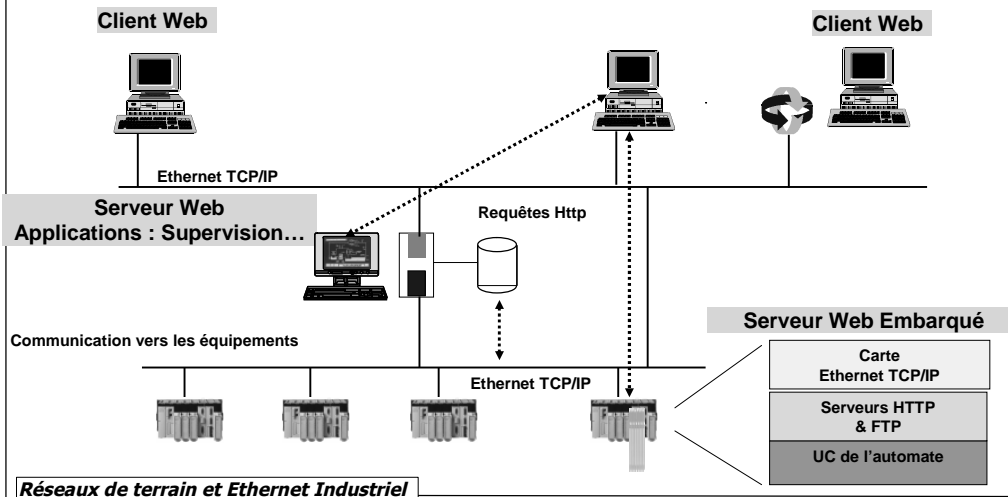 Client Web
Client Web
Ethernet TCP/IP
Serveur Web
Applications : Supervision…
Requêtes Http
Communication vers les équipements
Ethernet TCP/IP
Serveur Web Embarqué
Carte
Ethernet TCP/IP
Serveurs HTTP
& FTP
UC de l'automate
Réseaux de terrain et Ethernet Industriel